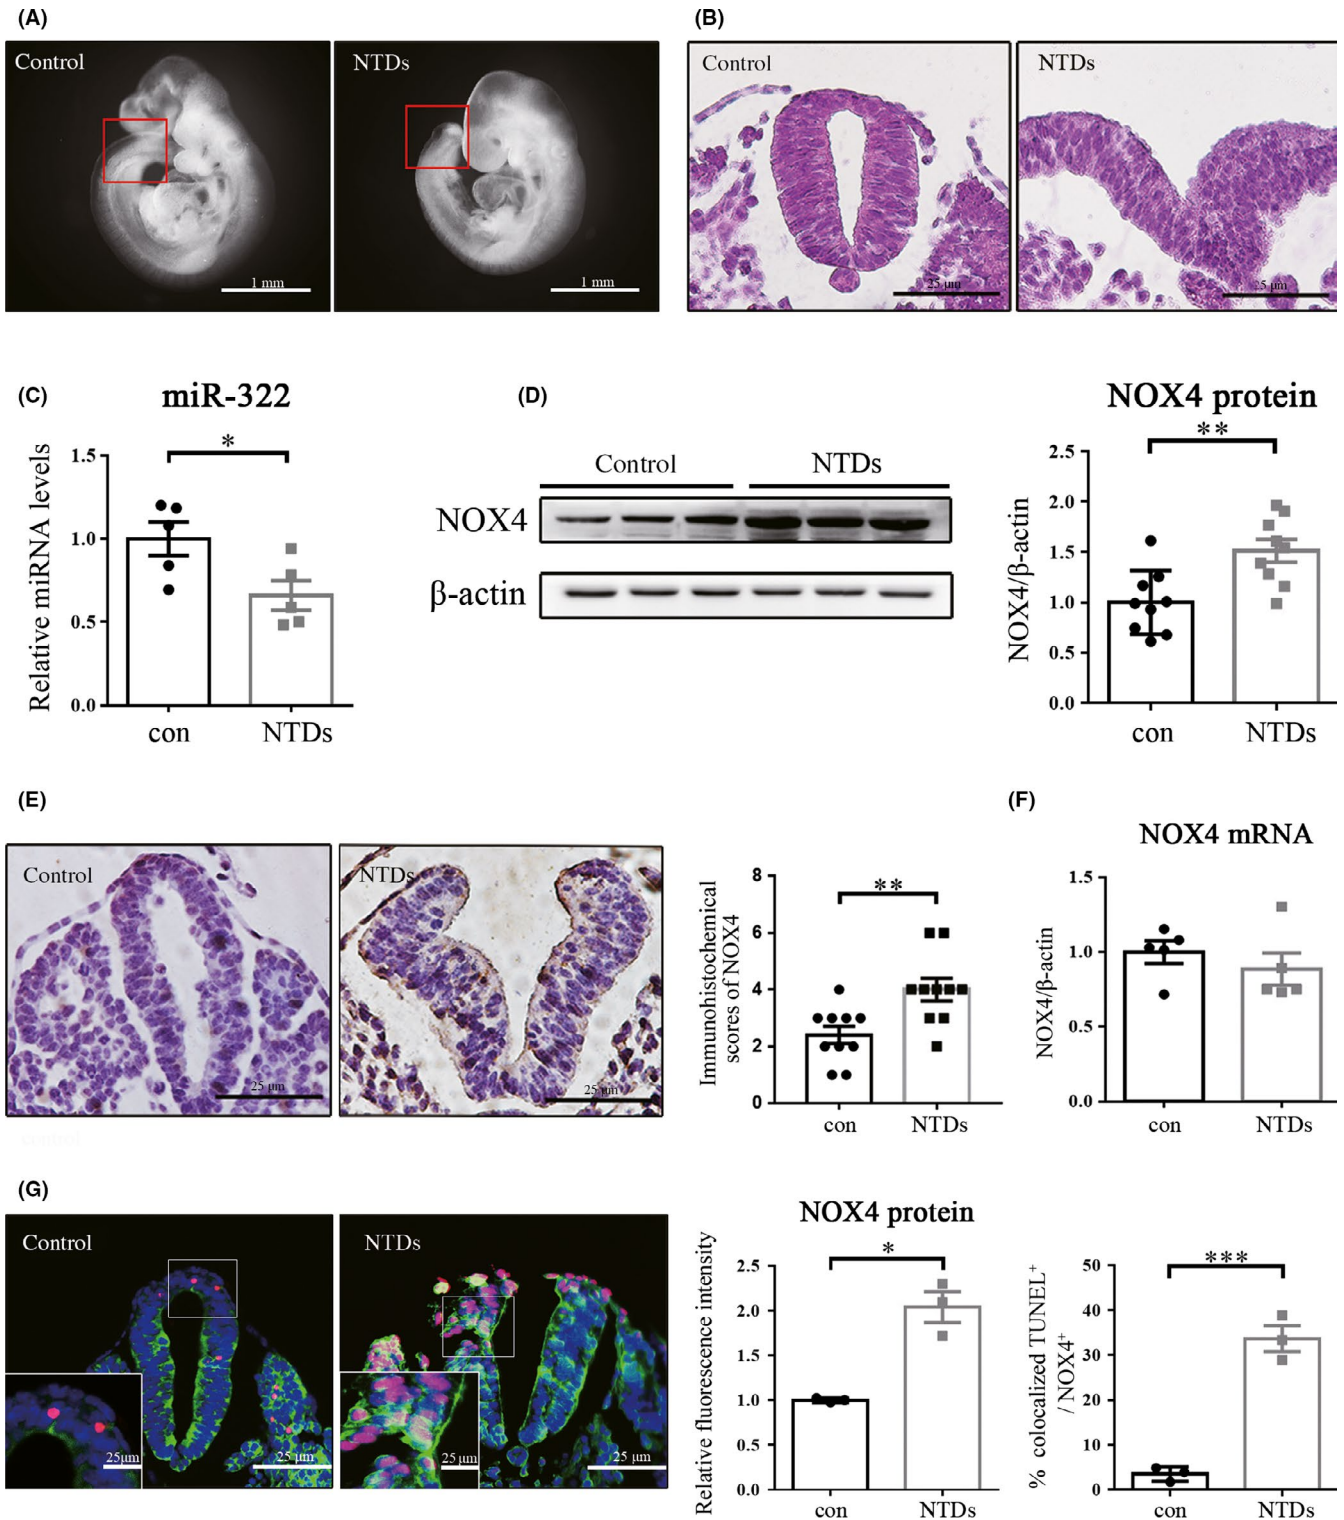 (A)
Control
NTDs
1 mm
1 mm
(B)
Control
NTDs
25 μm
25 μm
(C)
miR-322
*
Relative miRNA levels
1.5
1.0
0.5
0.0
con
NTDs
(D)
Control
NTDs
NOX4
β-actin
NOX4 protein
**
NOX4/β-actin
2.5
2.0
1.5
1.0
0.5
0.0
con
NTDs
(E)
Control
NTDs
25 μm
25 μm
control
**
Immunohistochemical
scores of NOX4
8
6
4
2
0
con
NTDs
(F)
NOX4 mRNA
NOX4/β-actin
1.5
1.0
0.5
0.0
con
NTDs
(G)
Control
NTDs
25μm
25 μm
25 μm
25 μm
NOX4 protein
*
Relative fluorescence intensity
2.5
2.0
1.5
1.0
0.5
0.0
con
NTDs
***
% colocalized TUNEL⁺
/ NOX4⁺
50
40
30
20
10
0
con
NTDs